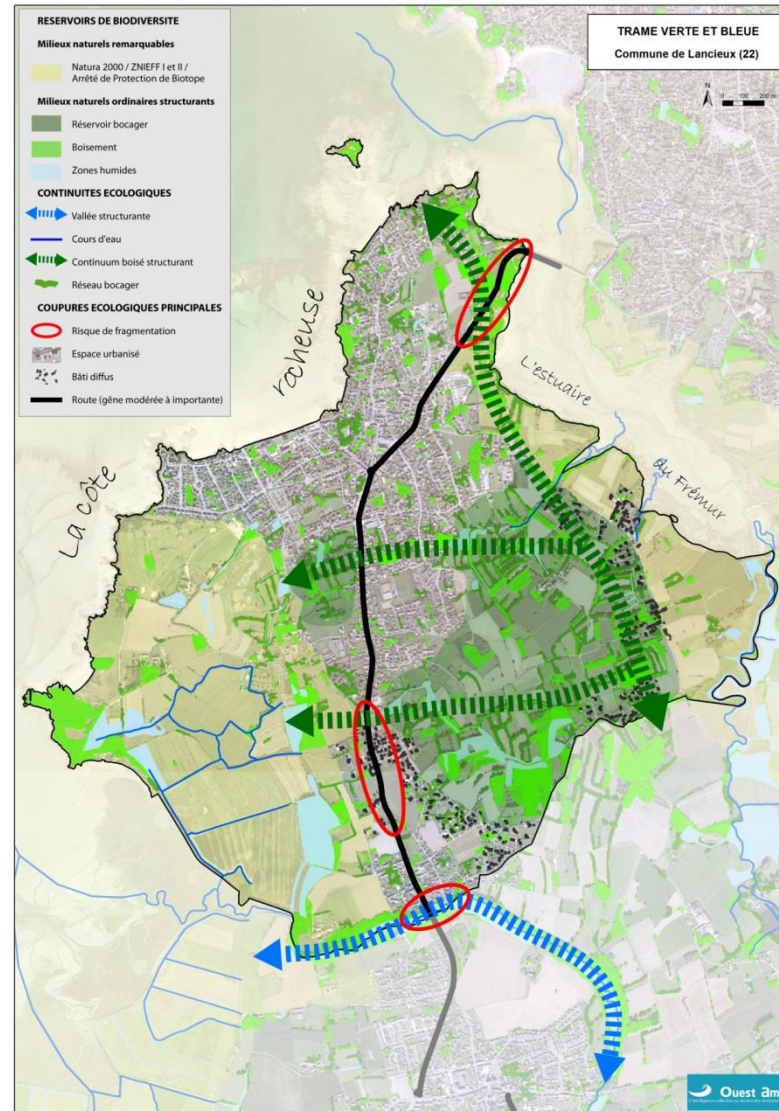 RESERVOIRS DE BIODIVERSITE
Milieux naturels remarquables
Natura 2000 / ZNIEFF I et II /
Arrêté de Protection de Biotope
Milieux naturels ordinaires structurants
Réservoir bocager
Boisement
Zones humides
CONTINUITES ECOLOGIQUES
Vallée structurante
Cours d'eau
Continuum boisé structurant
Réseau bocager
COUPURES ECOLOGIQUES PRINCIPALES
Risque de fragmentation
Espace urbanisé
Bâti diffus
Route (gêne modérée à importante)
TRAME VERTE ET BLEUE
Commune de Lancieux (22)
N
0 100 200 m
La côte rocheuse
L'estuaire
du Frémur
Ouest am